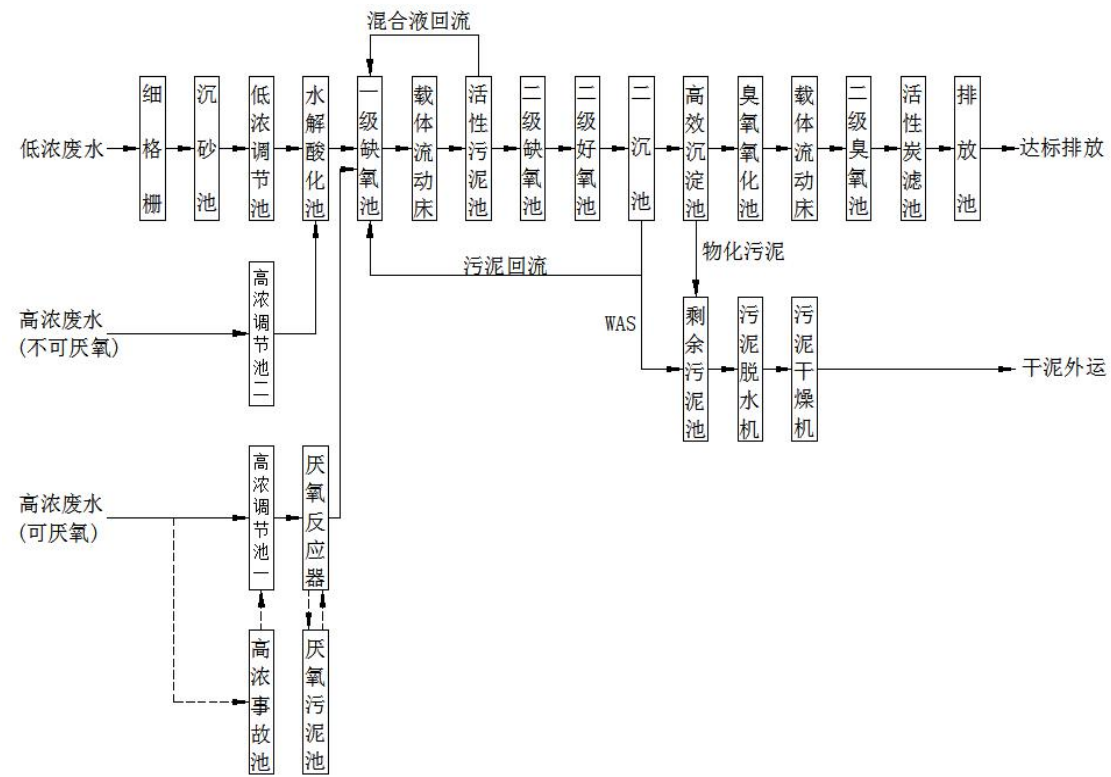 混合液回流
低浓废水
细格栅
沉砂池
低浓调节池
水解酸化池
一级缺氧池
载体流动床
活性污泥池
二级缺氧池
二级好氧池
二沉池
高效沉淀池
臭氧氧化池
载体流动床
二级臭氧池
活性炭滤池
排放池
达标排放
污泥回流
物化污泥
高浓废水
(不可厌氧)
高浓调节池二
WAS
剩余污泥池
污泥脱水机
污泥干燥机
干泥外运
高浓废水
(可厌氧)
高浓调节池一
厌氧反应器
高浓事故池
厌氧污泥池